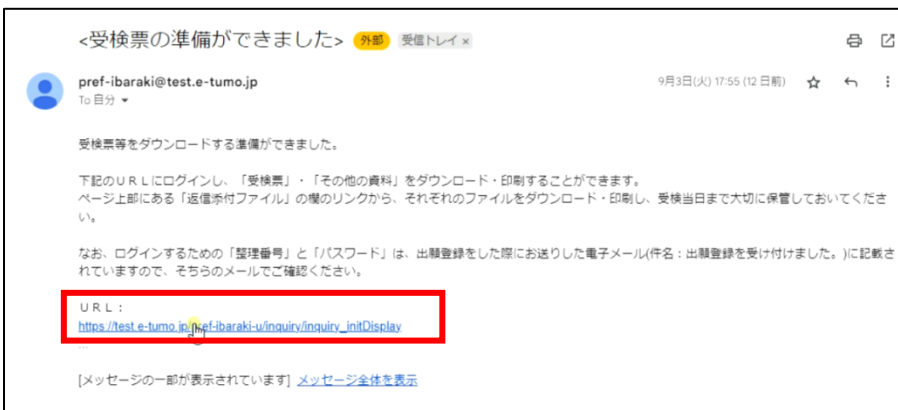 <受検票の準備ができました> 外部 受信トレイ ×
pref-ibaraki@test.e-tumo.jp 9月3日(火) 17:55 (12 日前)
To 自分
受検票等をダウンロードする準備ができました。
下記のＵＲＬにログインし、「受検票」・「その他の資料」をダウンロード・印刷することができます。
ページ上部にある「返信添付ファイル」の欄のリンクから、それぞれのファイルをダウンロード・印刷し、受検当日まで大切に保管しておいてくださ
い。
なお、ログインするための「整理番号」と「パスワード」は、出願登録をした際にお送りした電子メール(件名：出願登録を受け付けました。)に記載さ
れていますので、そちらのメールでご確認ください。
ＵＲＬ：
https://test.e-tumo.jp/pref-ibaraki-u/inquiry/inquiry_initDisplay
...
[メッセージの一部が表示されています] メッセージ全体を表示